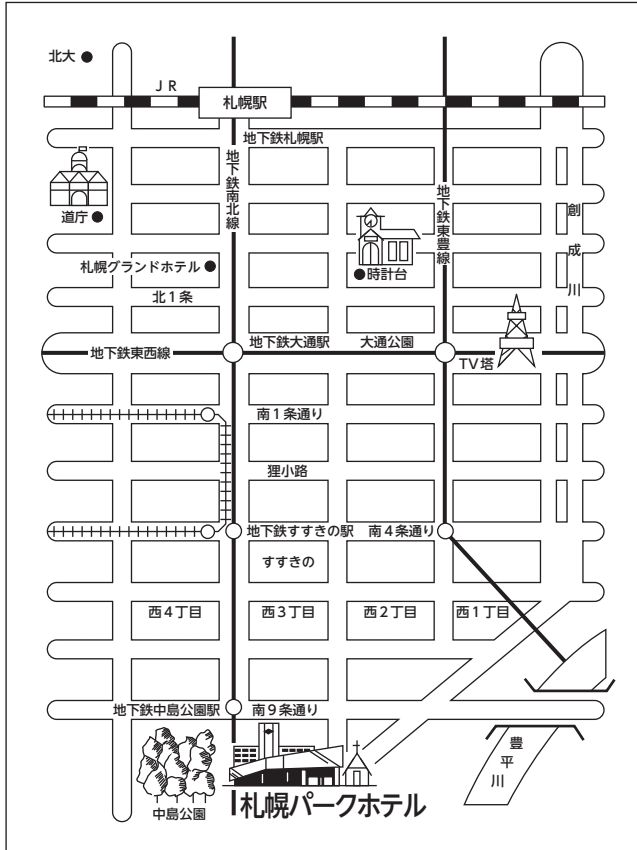 北大
JR
札幌駅
地下鉄札幌駅
地下鉄南北線
地下鉄東豊線
道庁
創成川
札幌グランドホテル
時計台
北1条
地下鉄東西線
地下鉄大通駅
大通公園
TV塔
南1条通り
狸小路
地下鉄すすきの駅
南4条通り
すすきの
西4丁目
西3丁目
西2丁目
西1丁目
地下鉄中島公園駅
南9条通り
豊平川
中島公園
札幌パークホテル